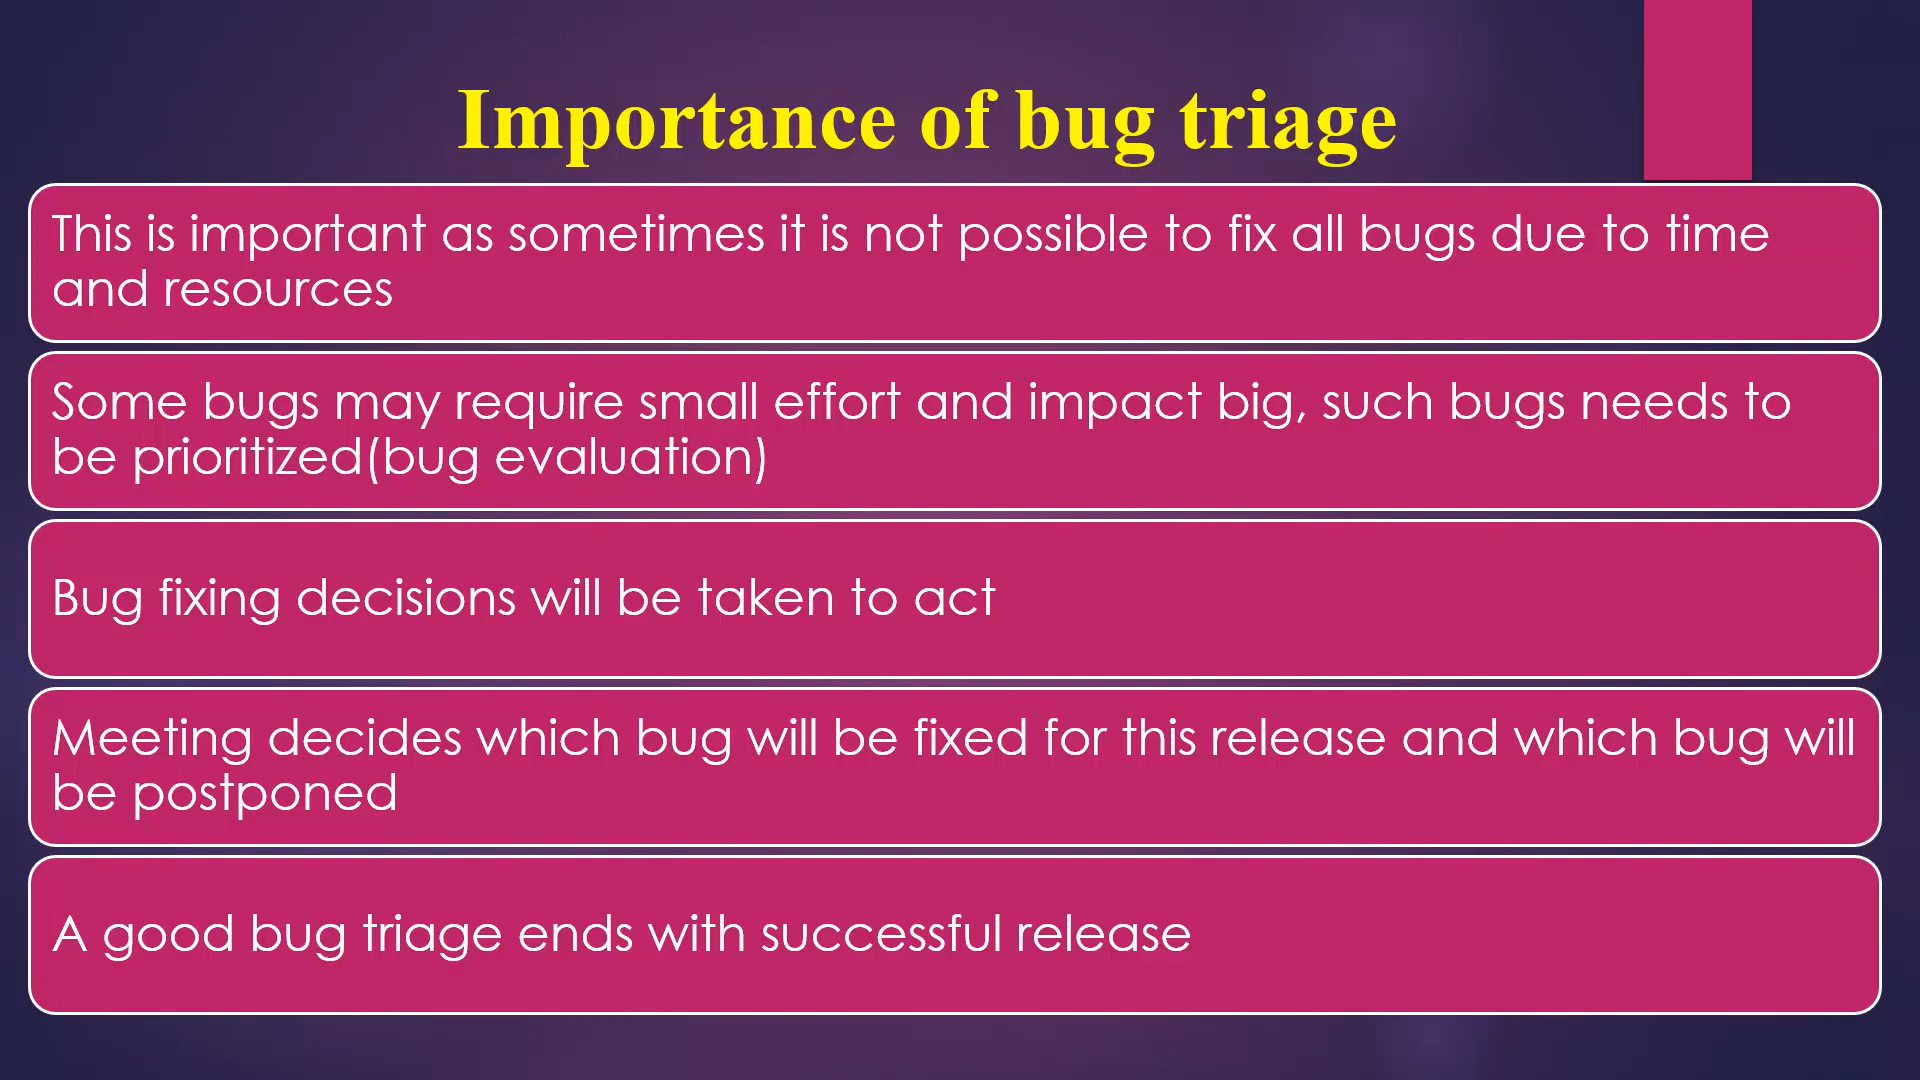 Importance of bug triage
This is important as sometimes it is not possible to fix all bugs due to time
and resources
Some bugs may require small effort and impact big, such bugs needs to
be prioritized(bug evaluation)
Bug fixing decisions will be taken to act
Meeting decides which bug will be fixed for this release and which bug will
be postponed
A good bug triage ends with successful release